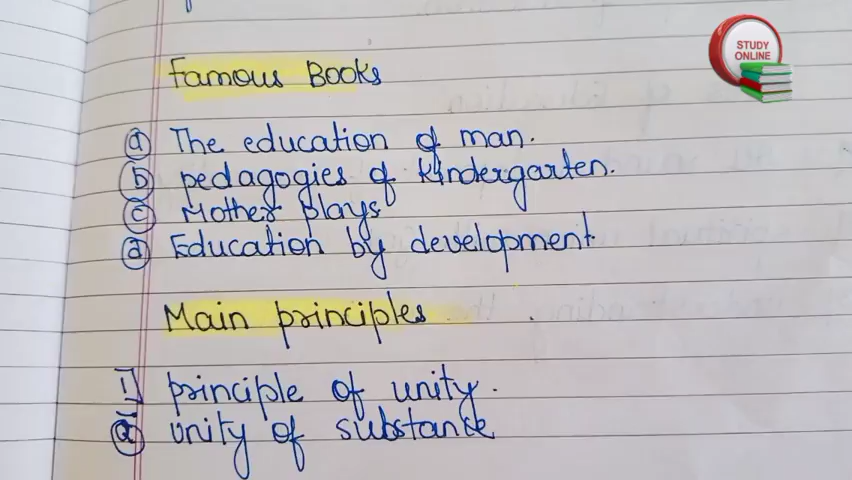 STUDY
ONLINE
Famous Books
ⓐ The education of man.
ⓑ pedagogies of kindergarten.
ⓒ Mother plays
ⓓ Education by development
Main principles
1] principle of unity.
ⓐ unity of substance